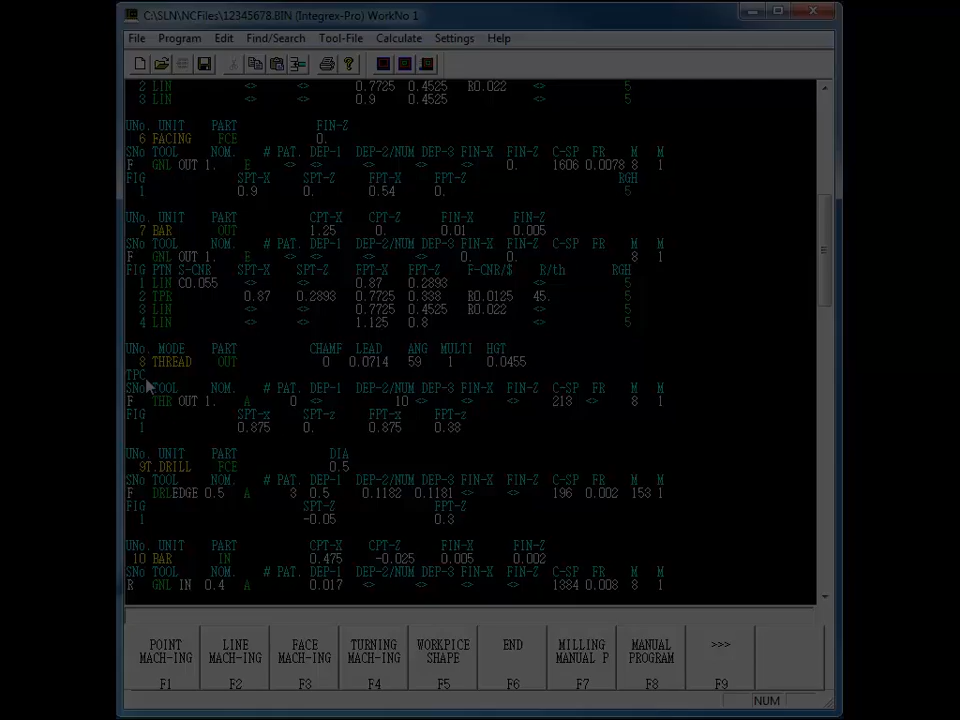 C:\SLN\NCFiles\12345678.BIN (Integrex-Pro) WorkNo 1
File Program Edit Find/Search Tool-File Calculate Settings Help
2 LIN <> <> 0.7725 0.4525 R0.022 <> 5
3 LIN <> <> 0.9 0.4525 5
UNo. UNIT PART FIN-Z
6 FACING FCE 0.
SNo TOOL NOM. # PAT. DEP-1 DEP-2/NUM DEP-3 FIN-X FIN-Z C-SP FR M M
F GNL OUT 1. E <> <> <> <> <> 0. 1606 0.0078 8 1
FIG SPT-X SPT-Z FPT-X FPT-Z RGH
1 0.9 0. 0.54 0. 5
UNo. UNIT PART CPT-X CPT-Z FIN-X FIN-Z
7 BAR OUT 1.25 0. 0.01 0.005
SNo TOOL NOM. # PAT. DEP-1 DEP-2/NUM DEP-3 FIN-X FIN-Z C-SP FR M M
F GNL OUT 1. E <> <> <> <> 0. 0. 8 1
FIG PTN S-CNR SPT-X SPT-Z FPT-X FPT-Z F-CNR/$ R/th RGH
1 LIN C0.055 <> <> 0.87 0.2893 <> 5
2 TPR 0.87 0.2893 0.7725 0.338 R0.0125 45. 5
3 LIN <> <> 0.7725 0.4525 R0.022 <> 5
4 LIN <> <> 1.125 0.8 <> 5
UNo. MODE PART CHAMF LEAD ANG MULTI HGT
8 THREAD OUT 0 0.0714 59 1 0.0455
TPC
SNo TOOL NOM. # PAT. DEP-1 DEP-2/NUM DEP-3 FIN-X FIN-Z C-SP FR M M
F THR OUT 1. A 0 <> 10 <> <> <> 213 <> 8 1
FIG SPT-x SPT-z FPT-x FPT-z
1 0.875 0. 0.875 0.38
UNo. UNIT PART DIA
9T.DRILL FCE 0.5
SNo TOOL NOM. # PAT. DEP-1 DEP-2/NUM DEP-3 FIN-X FIN-Z C-SP FR M M
F DRLEDGE 0.5 A 3 0.5 0.1182 0.1181 <> <> 196 0.002 M 153 1
FIG SPT-Z FPT-Z
1 -0.05 0.3
UNo. UNIT PART CPT-X CPT-Z FIN-X FIN-Z
10 BAR IN 0.475 -0.025 0.005 0.002
SNo TOOL NOM. # PAT. DEP-1 DEP-2/NUM DEP-3 FIN-X FIN-Z C-SP FR M M
R GNL IN 0.4 A 0.017 <> <> <> <> 1384 0.008 8 1
POINT MACH-ING LINE MACH-ING FACE MACH-ING TURNING MACH-ING WORKPICE SHAPE END MILLING MANUAL P MANUAL PROGRAM >>>
F1 F2 F3 F4 F5 F6 F7 F8 F9
NUM